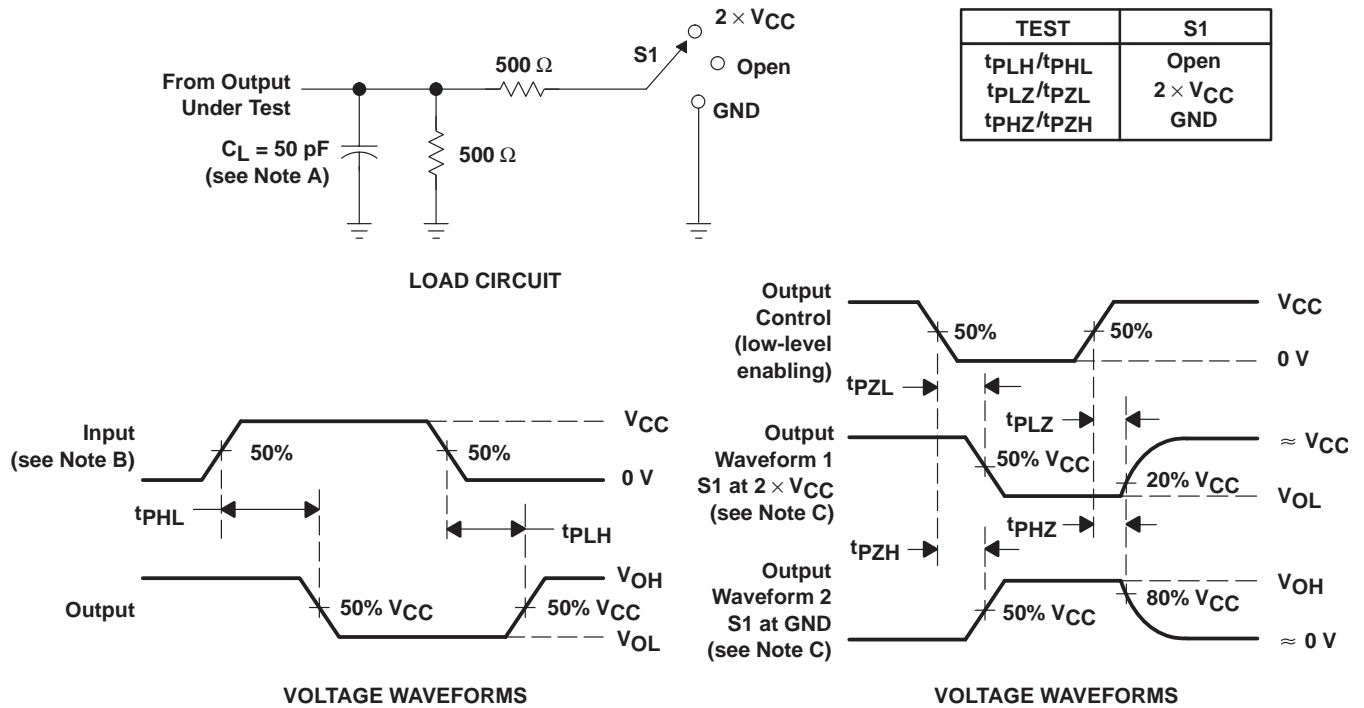 2 × VCC
S1
Open
GND
500 Ω
From Output
Under Test
CL = 50 pF
(see Note A)
500 Ω
LOAD CIRCUIT
TEST S1
tPLH/tPHL Open
tPLZ/tPZL 2 × VCC
tPHZ/tPZH GND
Input
(see Note B)
50%
50%
VCC
0 V
tPHL
tPLH
Output
50% VCC
50% VCC
VOH
VOL
VOLTAGE WAVEFORMS
Output
Control
(low-level
enabling)
50%
50%
VCC
0 V
tPZL
tPLZ
Output
Waveform 1
S1 at 2 × VCC
(see Note C)
50% VCC
20% VCC
≈ VCC
VOL
tPHZ
tPZH
Output
Waveform 2
S1 at GND
(see Note C)
50% VCC
80% VCC
VOH
≈ 0 V
VOLTAGE WAVEFORMS